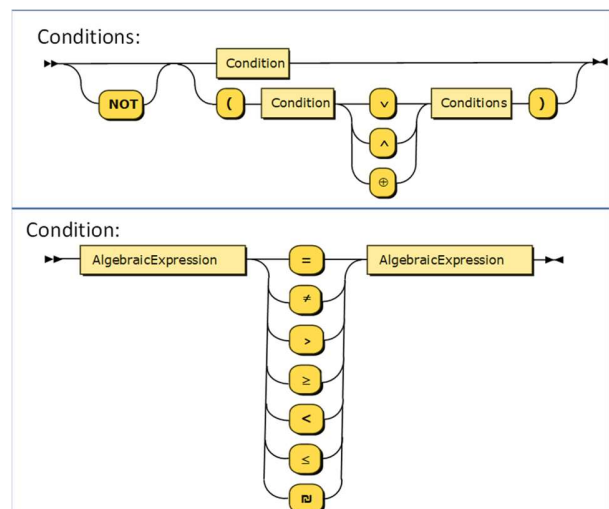 Conditions:
Condition
NOT
( Condition ∨ Conditions )
∧
⊕
Condition:
AlgebraicExpression = AlgebraicExpression
≠
>
≥
<
≤
₪